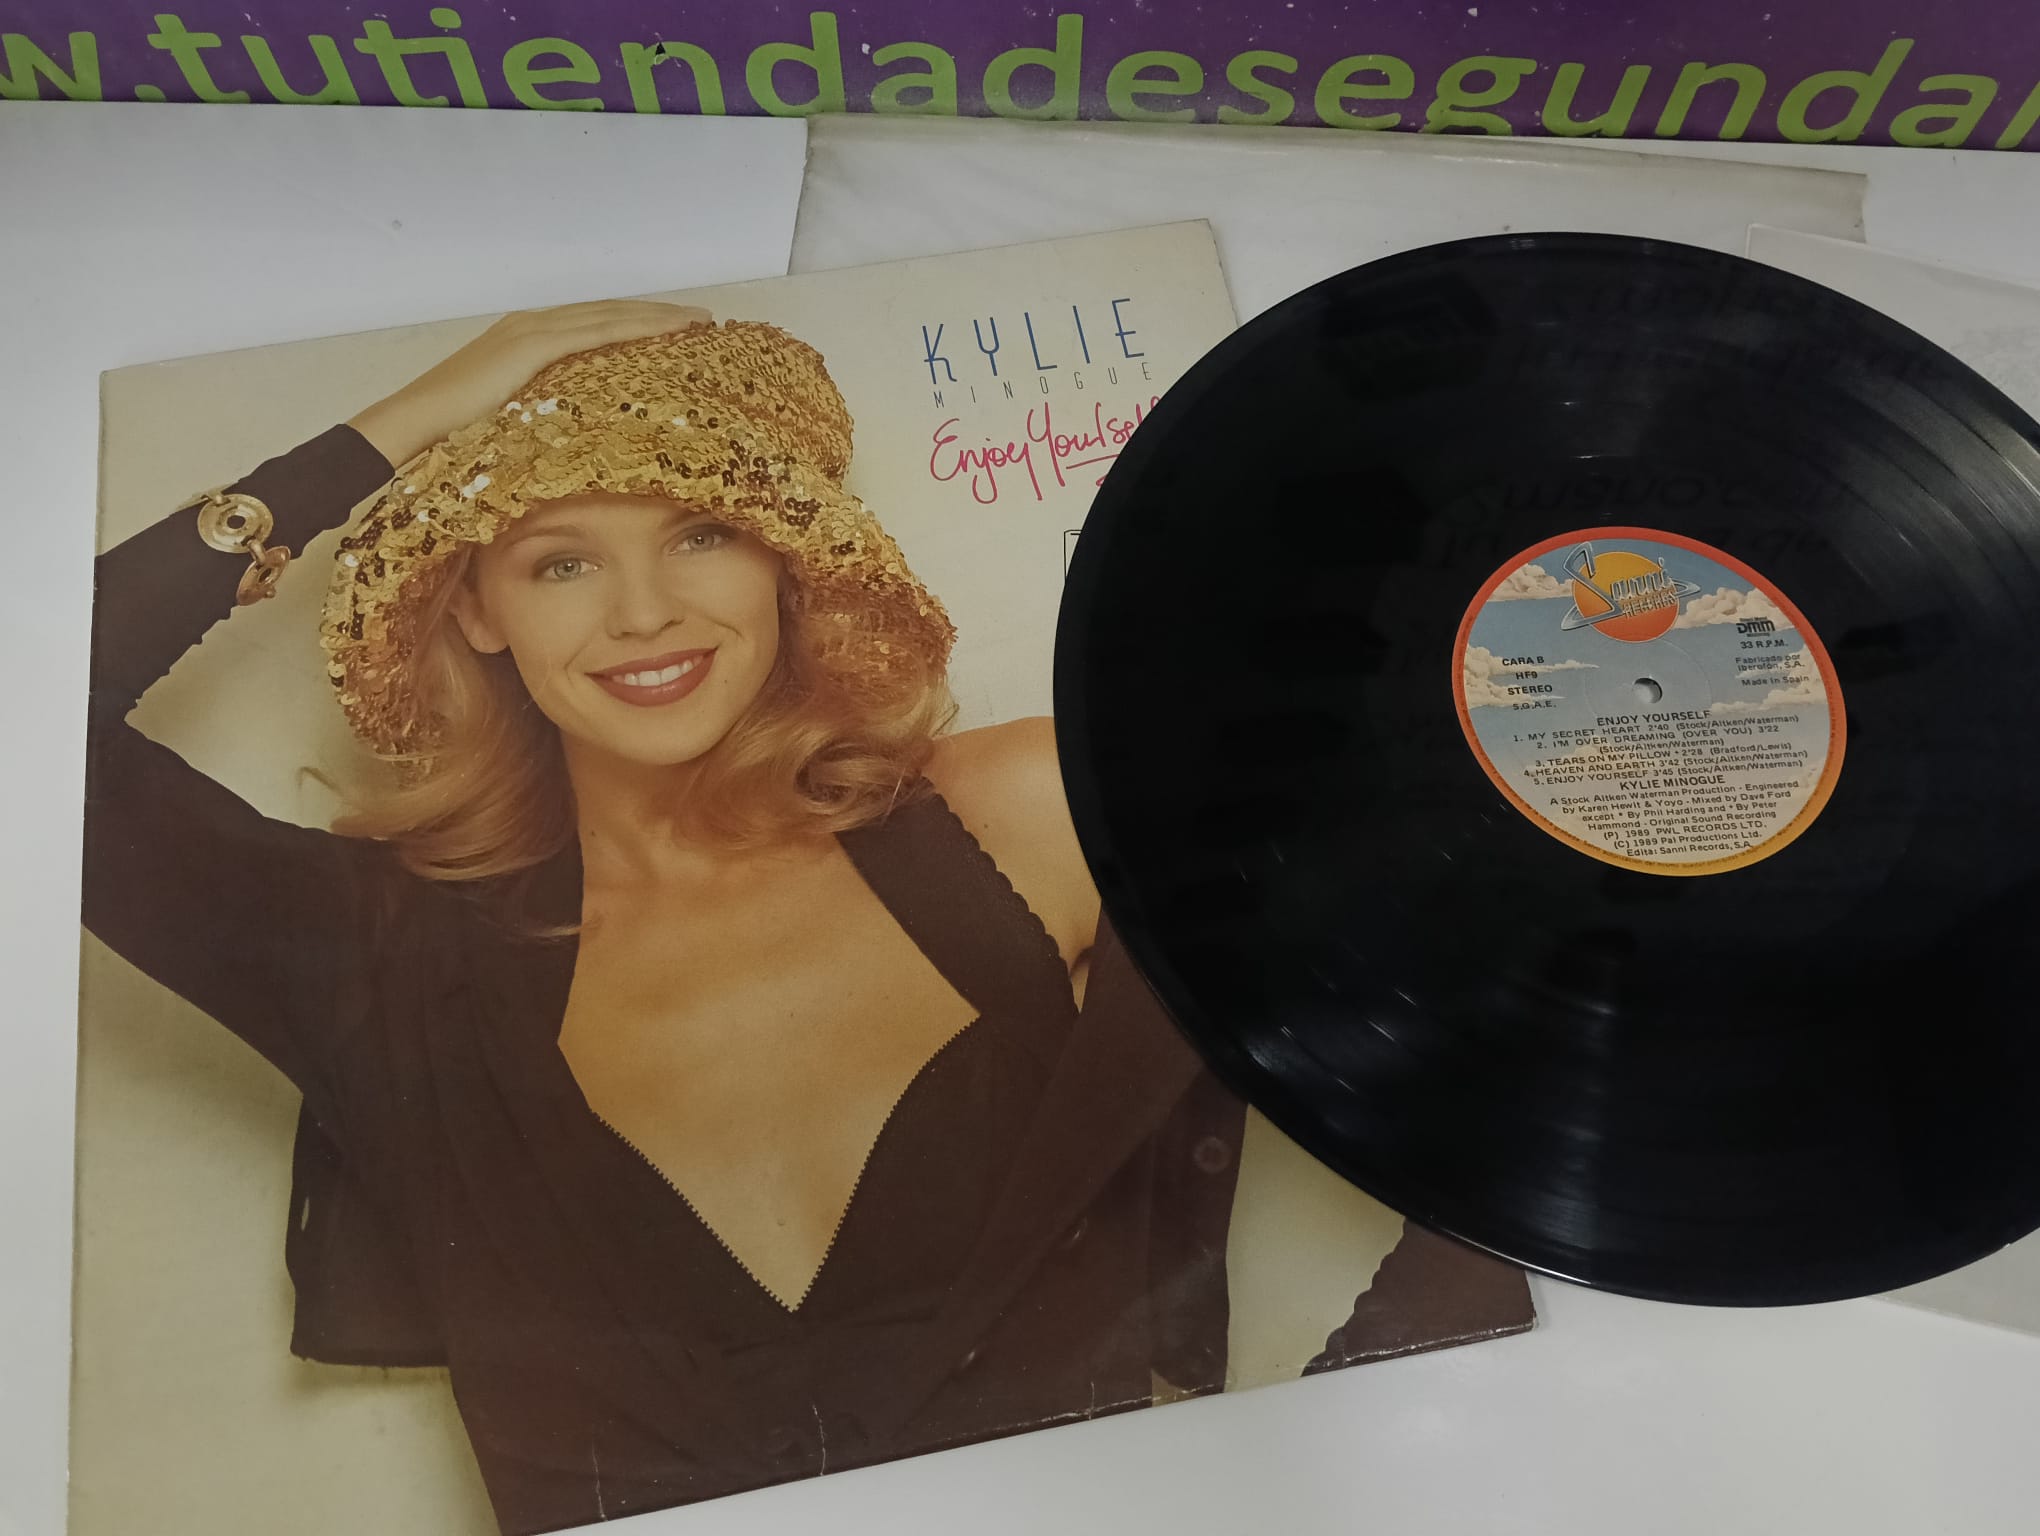 w.tutiendadesegundam
KYLIE
MINOGUE
Enjoy Yourself
Sanni
RECORDS
Direct Metal
DMM
Mastering
33 R.P.M.
Fabricado por
Iberofon, S.A.
Made in Spain
CARA B
HF9
STEREO
S.G.A.E.
ENJOY YOURSELF
1. MY SECRET HEART 2'40 (Stock/Aitken/Waterman)
2. I'M OVER DREAMING (OVER YOU) 3'22
(Stock/Aitken/Waterman)
3. TEARS ON MY PILLOW * 2'28 (Bradford/Lewis)
4. HEAVEN AND EARTH 3'42 (Stock/Aitken/Waterman)
5. ENJOY YOURSELF 3'45 (Stock/Aitken/Waterman)
KYLIE MINOGUE
A Stock Aitken Waterman Production - Engineered
by Karen Hewit & Yoyo - Mixed by Dave Ford
except * By Phil Harding and * By Peter
Hammond - Original Sound Recording
(P) 1989 PWL RECORDS LTD.
(C) 1989 Pal Productions Ltd.
Edita: Sanni Records, S.A.